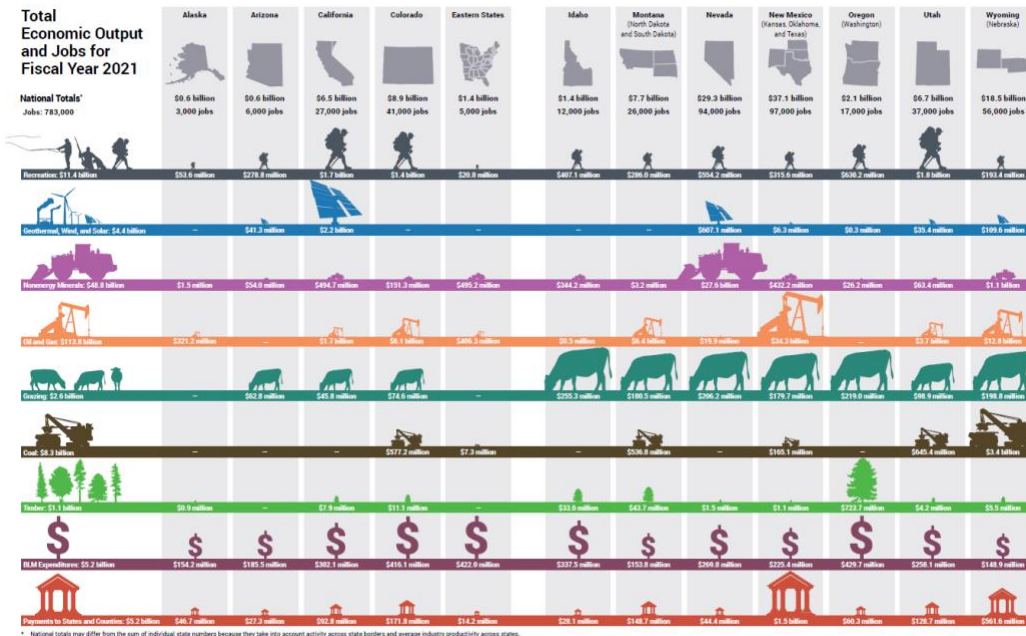 Total
Economic Output
and Jobs for
Fiscal Year 2021
Alaska Arizona California Colorado Eastern States Idaho Montana Nevada New Mexico Oregon Utah Wyoming
(North Dakota (Kansas, Oklahoma, (Washington) (Nebraska)
and South Dakota) and Texas)
National Totals* $0.6 billion $0.6 billion $6.5 billion $8.9 billion $1.4 billion $1.4 billion $7.7 billion $29.3 billion $37.1 billion $2.1 billion $6.7 billion $18.5 billion
Jobs: 783,000 3,000 jobs 6,000 jobs 27,000 jobs 41,000 jobs 5,000 jobs 12,000 jobs 26,000 jobs 94,000 jobs 97,000 jobs 17,000 jobs 37,000 jobs 56,000 jobs
Recreation: $11.4 billion $53.6 million $278.8 million $1.7 billion $1.4 billion $20.8 million $407.1 million $286.0 million $554.2 million $315.6 million $630.2 million $1.8 billion $193.4 million
Geothermal, Wind, and Solar: $4.4 billion – $41.3 million $2.2 billion – – – – $607.1 million $6.3 million $0.3 million $35.4 million $109.6 million
Nonenergy Minerals: $48.8 billion $1.5 million $54.0 million $494.7 million $151.3 million $495.2 million $344.2 million $3.2 million $27.6 billion $432.2 million $26.2 million $63.4 million $1.1 billion
Oil and Gas: $113.8 billion $321.2 million – $1.7 billion $6.1 billion $406.3 million $0.5 million $6.4 billion $19.9 million $34.3 billion – $3.7 billion $12.8 billion
Grazing: $2.6 billion – $62.8 million $45.8 million $74.6 million – $255.3 million $180.5 million $206.2 million $179.7 million $219.0 million $98.9 million $198.8 million
Coal: $8.3 billion – – – $577.2 million $7.3 million – $536.8 million – $165.1 million – $645.4 million $3.4 billion
Timber: $1.1 billion $0.9 million – $7.9 million $11.1 million – $33.6 million $43.7 million $1.5 million $1.1 million $723.7 million $4.2 million $5.5 million
BLM Expenditures: $5.2 billion $154.2 million $185.5 million $302.1 million $416.1 million $422.0 million $337.5 million $153.8 million $269.8 million $225.4 million $429.7 million $258.1 million $148.9 million
Payments to States and Counties: $5.2 billion $46.7 million $27.3 million $92.8 million $171.8 million $14.2 million $28.1 million $148.7 million $44.4 million $1.5 billion $60.3 million $128.7 million $561.6 million
* National totals may differ from the sum of individual state numbers because they take into account activity across state borders and average industry productivity across states.